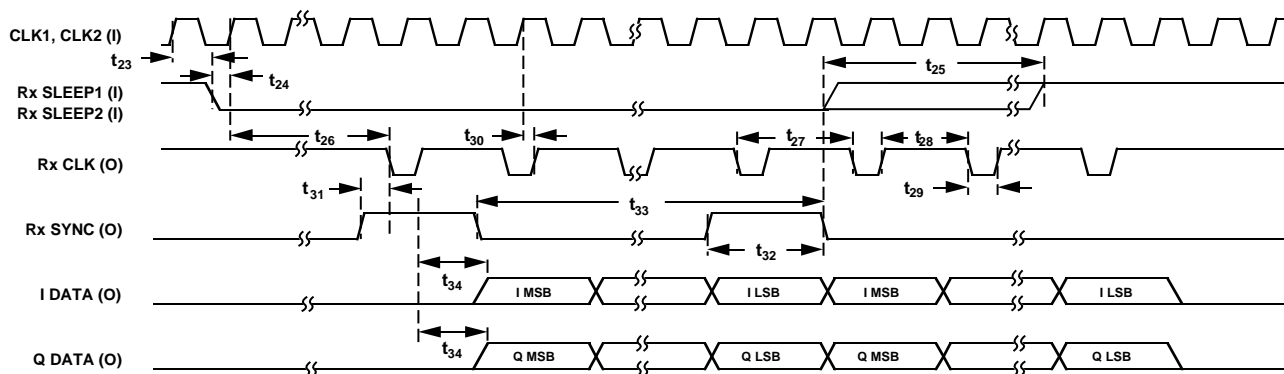 CLK1, CLK2 (I)
t23
t24
t25
Rx SLEEP1 (I)
Rx SLEEP2 (I)
t26
t30
t27
t28
Rx CLK (O)
t31
t29
t33
Rx SYNC (O)
t32
t34
I DATA (O)
I MSB
I LSB
I MSB
I LSB
t34
Q DATA (O)
Q MSB
Q LSB
Q MSB
Q LSB